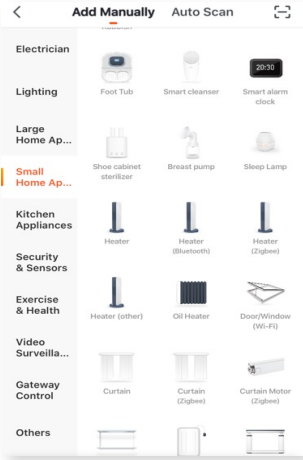 Add Manually Auto Scan
Electrician
Lighting
Large
Home Ap...
Small
Home Ap...
Kitchen
Appliances
Security
& Sensors
Exercise
& Health
Video
Surveilla...
Gateway
Control
Others
Foot Tub
Smart cleanser
20:30
Smart alarm
clock
Shoe cabinet
sterilizer
Breast pump
Sleep Lamp
Heater
Heater
(Bluetooth)
Heater
(Zigbee)
Heater (other)
Oil Heater
Door/Window
(Wi-Fi)
Curtain
Curtain
(Zigbee)
Curtain Motor
(Zigbee)